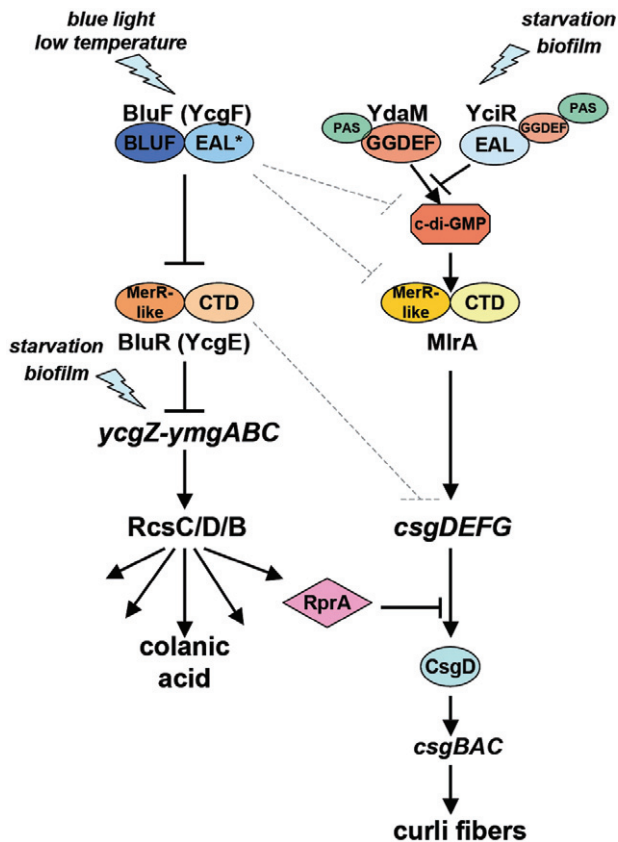 blue light
low temperature
starvation
biofilm
BluF (YcgF)
BLUF
EAL*
YdaM
PAS
GGDEF
YciR
EAL
GGDEF
PAS
c-di-GMP
MerR-
like
CTD
BluR (YcgE)
MerR-
like
CTD
MlrA
starvation
biofilm
ycgZ-ymgABC
RcsC/D/B
csgDEFG
RprA
colanic
acid
CsgD
csgBAC
curli fibers